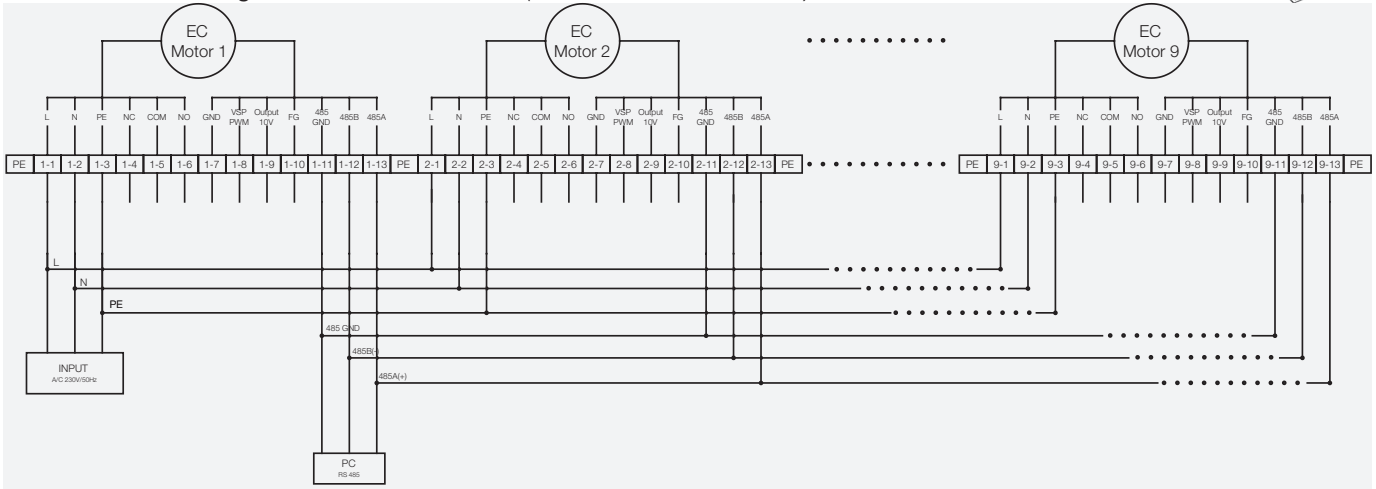 EC
Motor 1
EC
Motor 2
EC
Motor 9
L N PE NC COM NO GND VSP PWM Output 10V FG 485 GND 485B 485A
L N PE NC COM NO GND VSP PWM Output 10V FG 485 GND 485B 485A
L N PE NC COM NO GND VSP PWM Output 10V FG 485 GND 485B 485A
PE 1-1 1-2 1-3 1-4 1-5 1-6 1-7 1-8 1-9 1-10 1-11 1-12 1-13 PE 2-1 2-2 2-3 2-4 2-5 2-6 2-7 2-8 2-9 2-10 2-11 2-12 2-13 PE
PE 9-1 9-2 9-3 9-4 9-5 9-6 9-7 9-8 9-9 9-10 9-11 9-12 9-13 PE
L
N
PE
485 GND
485B(-)
485A(+)
INPUT
A/C 230V/50Hz
PC
RS 485